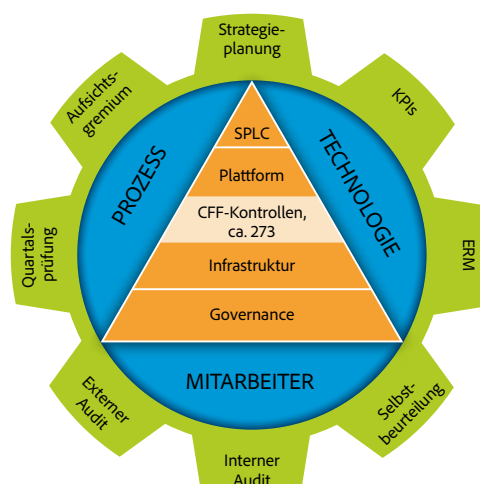 Strategie-
planung
KPIs
ERM
Selbst-
beurteilung
Interner
Audit
Externer
Audit
Quartals-
prüfung
Aufsichts-
gremium
PROZESS
TECHNOLOGIE
MITARBEITER
SPLC
Plattform
CFF-Kontrollen,
ca. 273
Infrastruktur
Governance